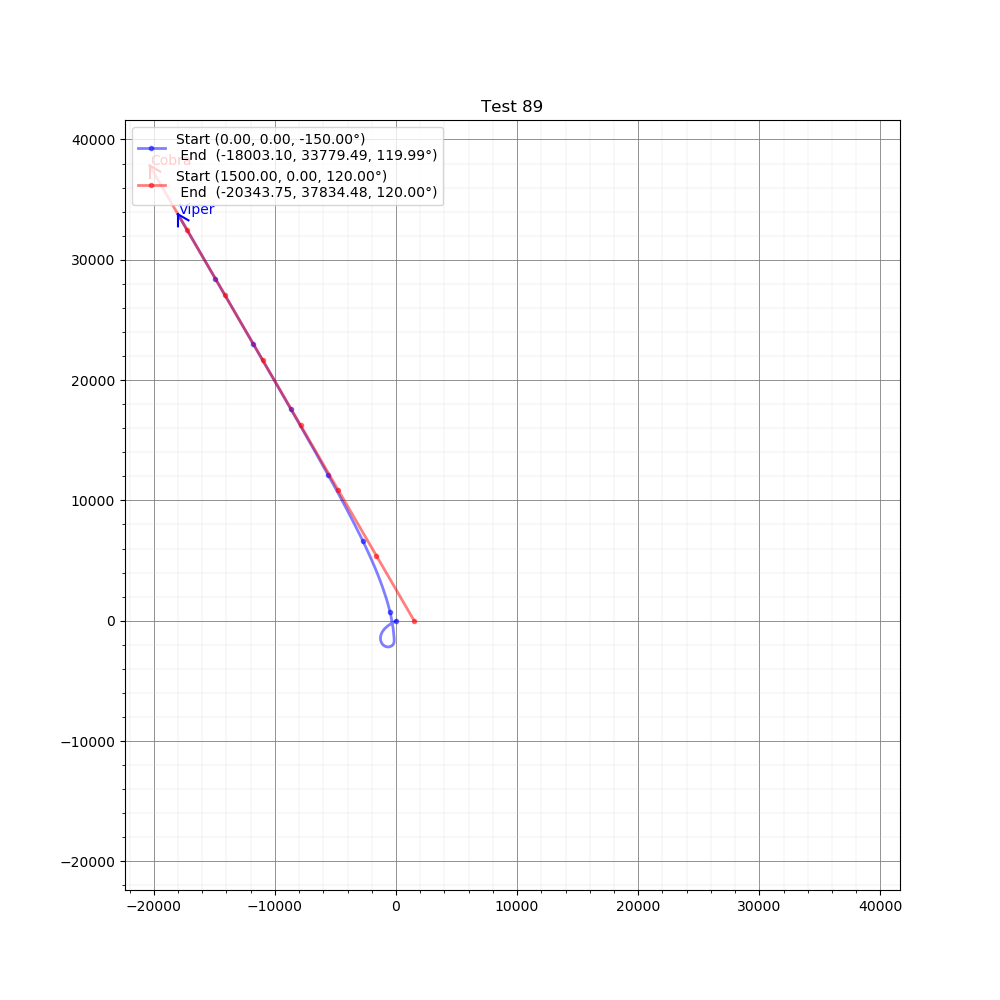 Test 89
Start (0.00, 0.00, -150.00°)
End (-18003.10, 33779.49, 119.99°)
Start (1500.00, 0.00, 120.00°)
End (-20343.75, 37834.48, 120.00°)
Cobra
Viper
40000
30000
20000
10000
0
−10000
−20000
−20000 −10000 0 10000 20000 30000 40000